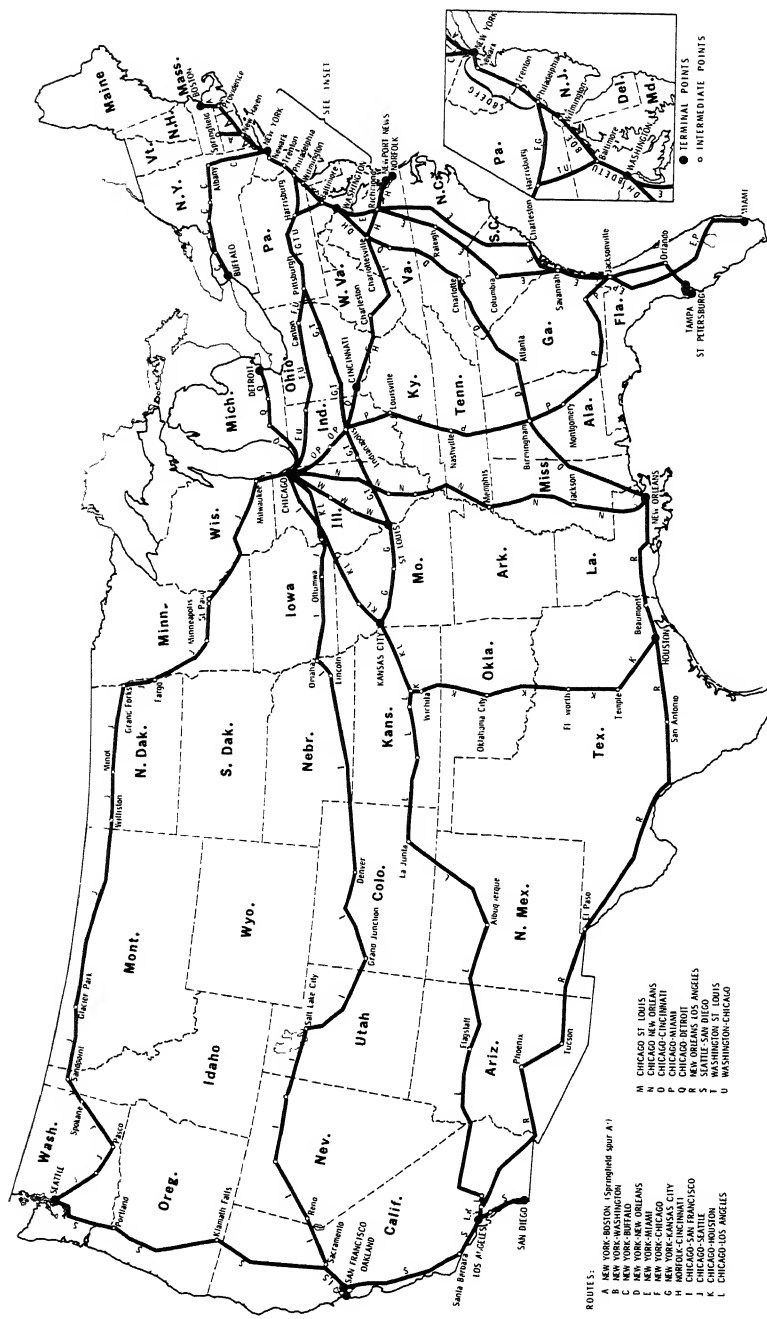 Wash.
SEATTLE
Spokane
Pasco
Sandpoint
Glacier Park
Mont.
Williston
Minot
N. Dak.
Grand Forks
Fargo
Minn.
Minneapolis
St Paul
Wis.
Milwaukee
Mich.
DETROIT
Portland
Oreg.
Klamath Falls
Idaho
Wyo.
S. Dak.
Nebr.
Omaha
Lincoln
Iowa
Ottumwa
CHICAGO
Ill.
Ind.
Ohio
Canton
Pittsburgh
Pa.
BUFFALO
N.Y.
Albany
Vt.
N.H.
Maine
Mass.
BOSTON
Springfield
Providence
NEW YORK
Newark
Trenton
Philadelphia
Wilmington
Baltimore
WASHINGTON
Harrisburg
SEE INSET
Calif.
Sacramento
SAN FRANCISCO
OAKLAND
Reno
Nev.
Salt Lake City
Utah
Grand Junction
Colo.
Denver
La Junta
Kans.
Wichita
KANSAS CITY
Mo.
ST LOUIS
Indianapolis
CINCINNATI
Louisville
Ky.
W. Va.
Charleston
Charlottesville
Va.
Richmond
NEWPORT NEWS
NORFOLK
Santa Barbara
LOS ANGELES
SAN DIEGO
Ariz.
Flagstaff
Phoenix
Tucson
N. Mex.
Albuquerque
El Paso
Tex.
Okla.
Oklahoma City
Ft Worth
Temple
San Antonio
HOUSTON
Beaumont
Ark.
La.
NEW ORLEANS
Miss
Jackson
Memphis
Tenn.
Nashville
Birmingham
Montgomery
Ala.
Ga.
Atlanta
N.C.
Raleigh
Charlotte
S.C.
Columbia
Charleston
Savannah
Jacksonville
Fla.
Orlando
TAMPA
ST PETERSBURG
MIAMI
NEW YORK
Newark
Trenton
Philadelphia
N.J.
Pa.
Harrisburg
Wilmington
Baltimore
WASHINGTON
Del.
Md.
● TERMINAL POINTS
○ INTERMEDIATE POINTS
ROUTES:
A NEW YORK-BOSTON (Springfield spur A¹)
B NEW YORK-WASHINGTON
C NEW YORK-BUFFALO
D NEW YORK-NEW ORLEANS
E NEW YORK-MIAMI
F NEW YORK-CHICAGO
G NEW YORK-KANSAS CITY
H NORFOLK-CINCINNATI
I CHICAGO-SAN FRANCISCO
J CHICAGO-SEATTLE
K CHICAGO-HOUSTON
L CHICAGO-LOS ANGELES
M CHICAGO ST LOUIS
N CHICAGO NEW ORLEANS
O CHICAGO-CINCINNATI
P CHICAGO-MIAMI
Q CHICAGO-DETROIT
R NEW ORLEANS LOS ANGELES
S SEATTLE-SAN DIEGO
T WASHINGTON ST LOUIS
U WASHINGTON-CHICAGO